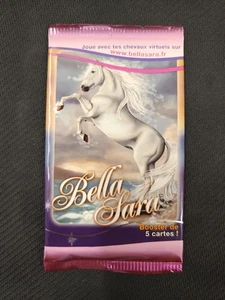 Joue avec tes chevaux virtuels sur
www.bellasara.fr
Bella
Sara
Booster de
5 cartes !